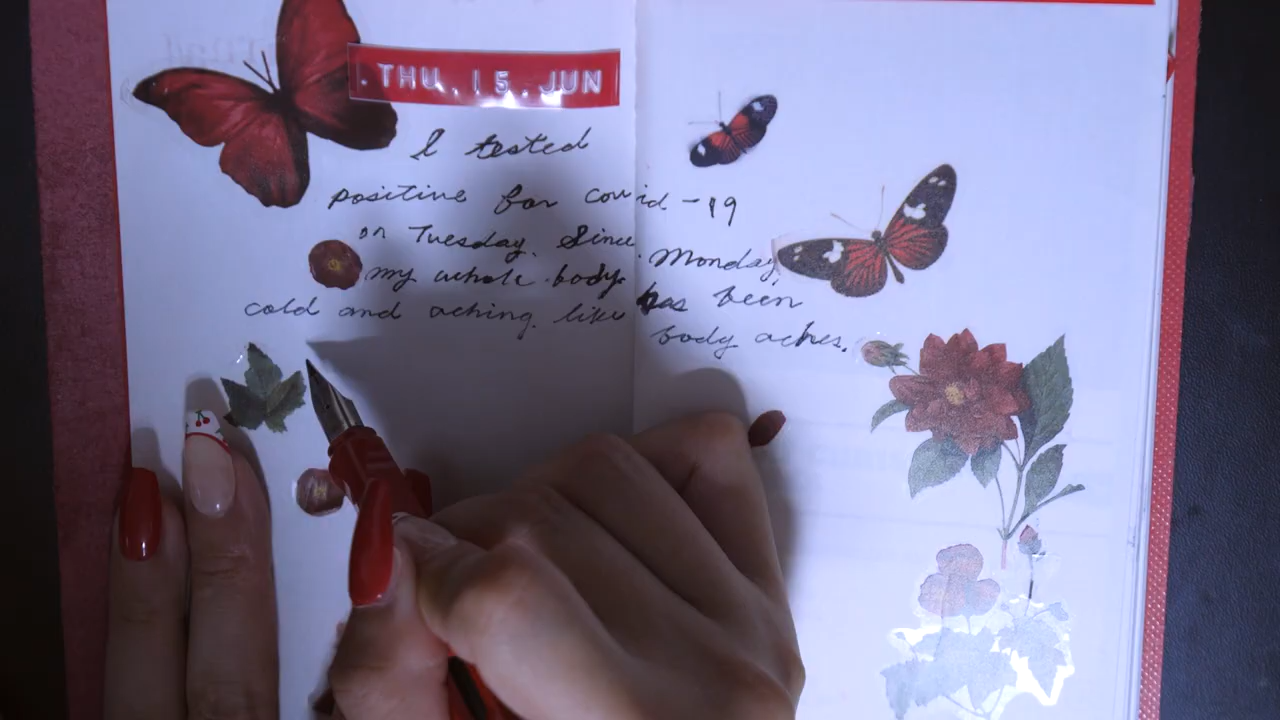 . THU. 15. JUN
I tested
positive for covid-19
on Tuesday. Since Monday,
my whole body has been
cold and aching. like body aches.